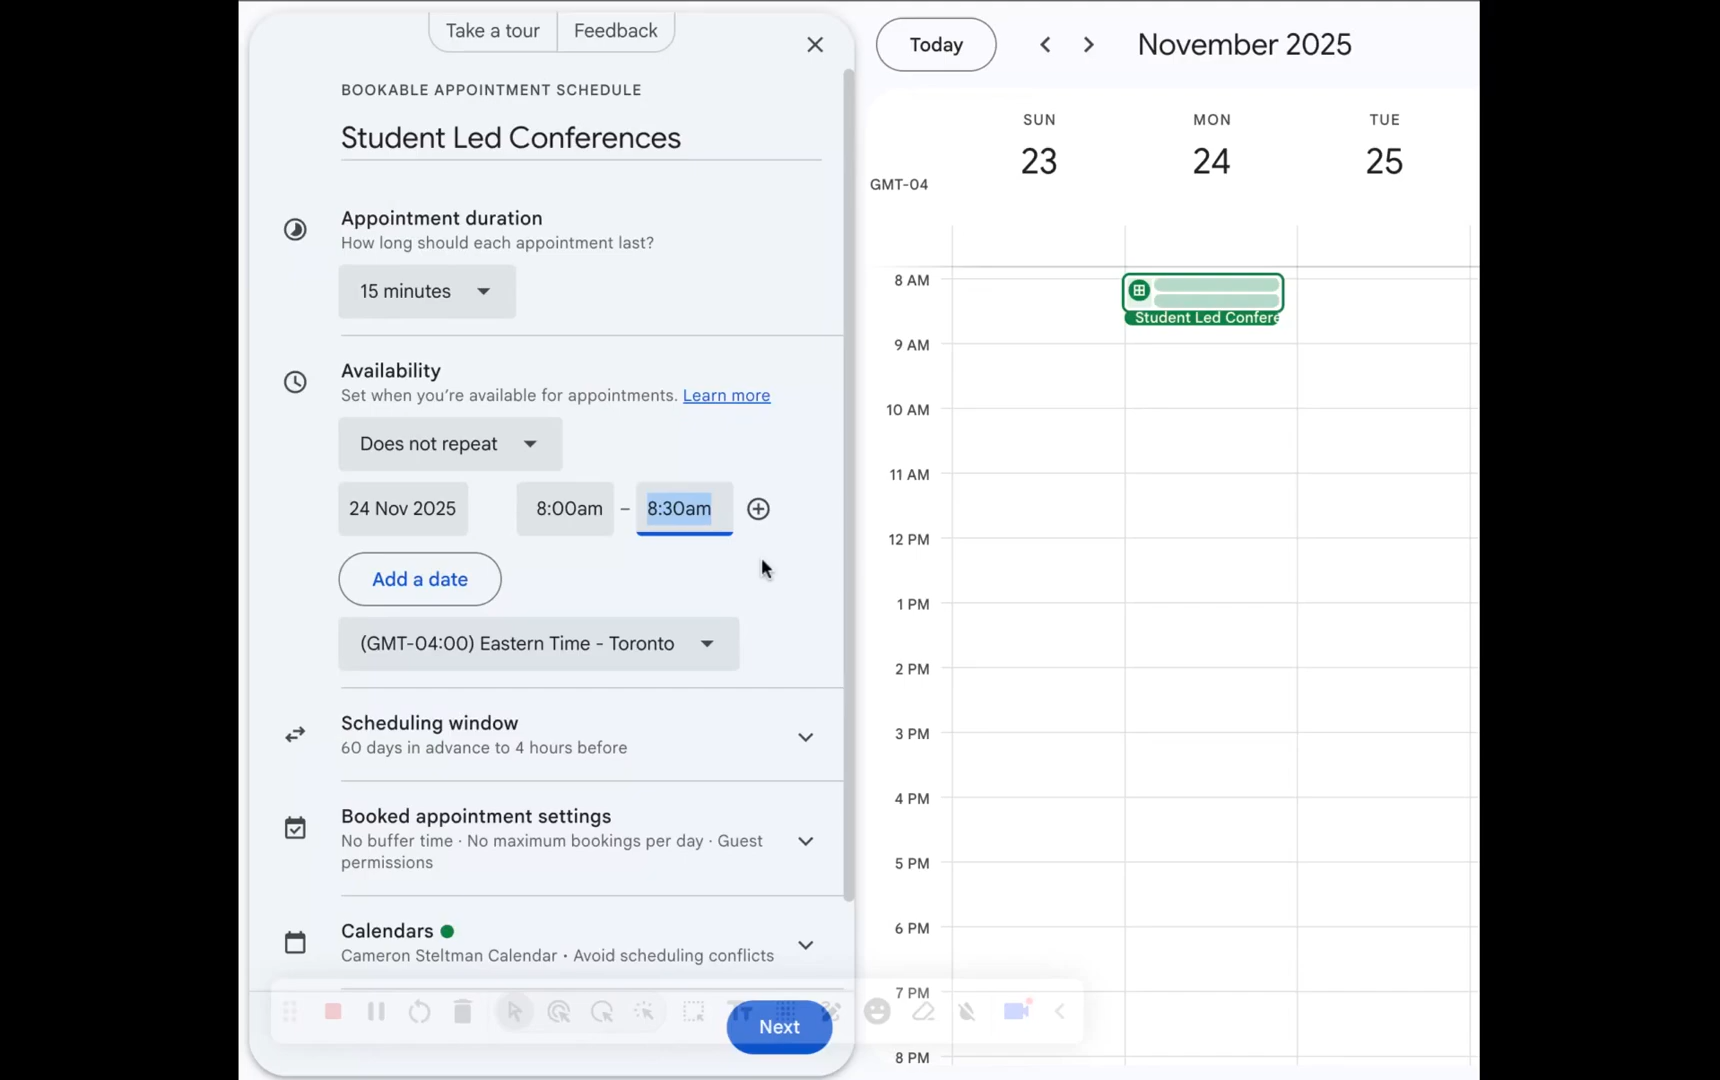 Take a tour
Feedback
BOOKABLE APPOINTMENT SCHEDULE
Student Led Conferences
Appointment duration
How long should each appointment last?
15 minutes
Availability
Set when you're available for appointments. Learn more
Does not repeat
24 Nov 2025 8:00am – 8:30am
Add a date
(GMT-04:00) Eastern Time - Toronto
Scheduling window
60 days in advance to 4 hours before
Booked appointment settings
No buffer time · No maximum bookings per day · Guest
permissions
Calendars
Cameron Steltman Calendar • Avoid scheduling conflicts
Next
Today
November 2025
SUN MON TUE
23 24 25
GMT-04
8 AM
Student Led Confere
9 AM
10 AM
11 AM
12 PM
1 PM
2 PM
3 PM
4 PM
5 PM
6 PM
7 PM
8 PM